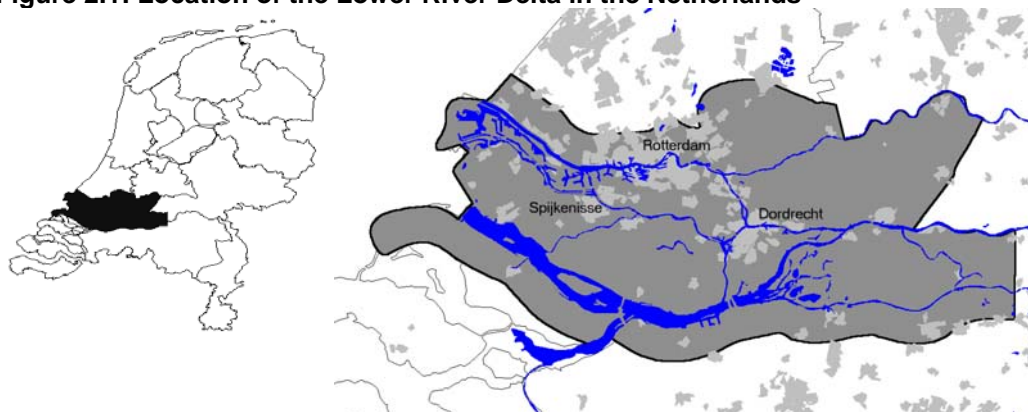 Figure 2.1: Location of the Lower River Delta in the Netherlands
Rotterdam
Spijkenisse
Dordrecht